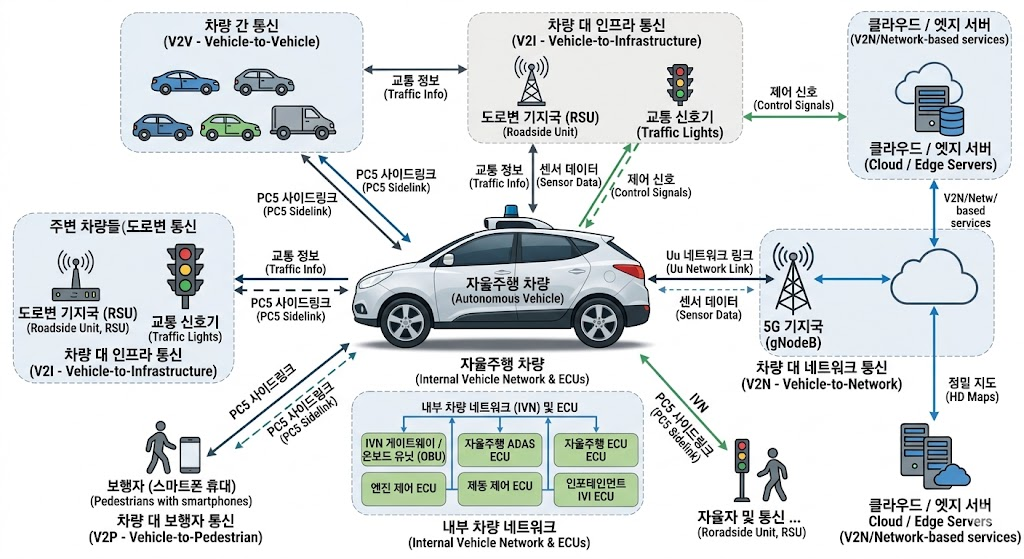 차량 간 통신
(V2V - Vehicle-to-Vehicle)
교통 정보
(Traffic Info)
차량 대 인프라 통신
(V2I - Vehicle-to-Infrastructure)
도로변 기지국 (RSU)
(Roadside Unit)
교통 신호기
(Traffic Lights)
제어 신호
(Control Signals)
클라우드 / 엣지 서버
(V2N/Network-based services)
클라우드 / 엣지 서버
(Cloud / Edge Servers)
PC5 사이드링크
(PC5 Sidelink)
PC5 사이드링크
(PC5 Sidelink)
교통 정보
(Traffic Info)
센서 데이터
(Sensor Data)
제어 신호
(Control Signals)
V2N/Netw/
based
services
주변 차량들(도로변 통신
도로변 기지국 (RSU)
(Roadside Unit, RSU)
교통 신호기
(Traffic Lights)
차량 대 인프라 통신
(V2I - Vehicle-to-Infrastructure)
교통 정보
(Traffic Info)
PC5 사이드링크
(PC5 Sidelink)
자율주행 차량
(Autonomous Vehicle)
Uu 네트워크 링크
(Uu Network Link)
센서 데이터
(Sensor Data)
5G 기지국
(gNodeB)
차량 대 네트워크 통신
(V2N - Vehicle-to-Network)
정밀 지도
(HD Maps)
자율주행 차량
(Internal Vehicle Network & ECUs)
PC5 사이드링크
PC5 사이드링크
(PC5 Sidelink)
보행자 (스마트폰 휴대)
(Pedestrians with smartphones)
차량 대 보행자 통신
(V2P - Vehicle-to-Pedestrian)
내부 차량 네트워크 (IVN) 및 ECU
IVN 게이트웨이 /
온보드 유닛 (OBU)
자율주행 ADAS
ECU
자율주행 ECU
ECU
엔진 제어 ECU
제동 제어 ECU
인포테인먼트
IVI ECU
내부 차량 네트워크
(Internal Vehicle Network & ECUs)
IVN
PC5 사이드링크
(PC5 Sidelink)
자율자 및 통신 ...
(Roradside Unit, RSU)
클라우드 / 엣지 서버
Cloud / Edge Servers
(V2N/Network-based services)